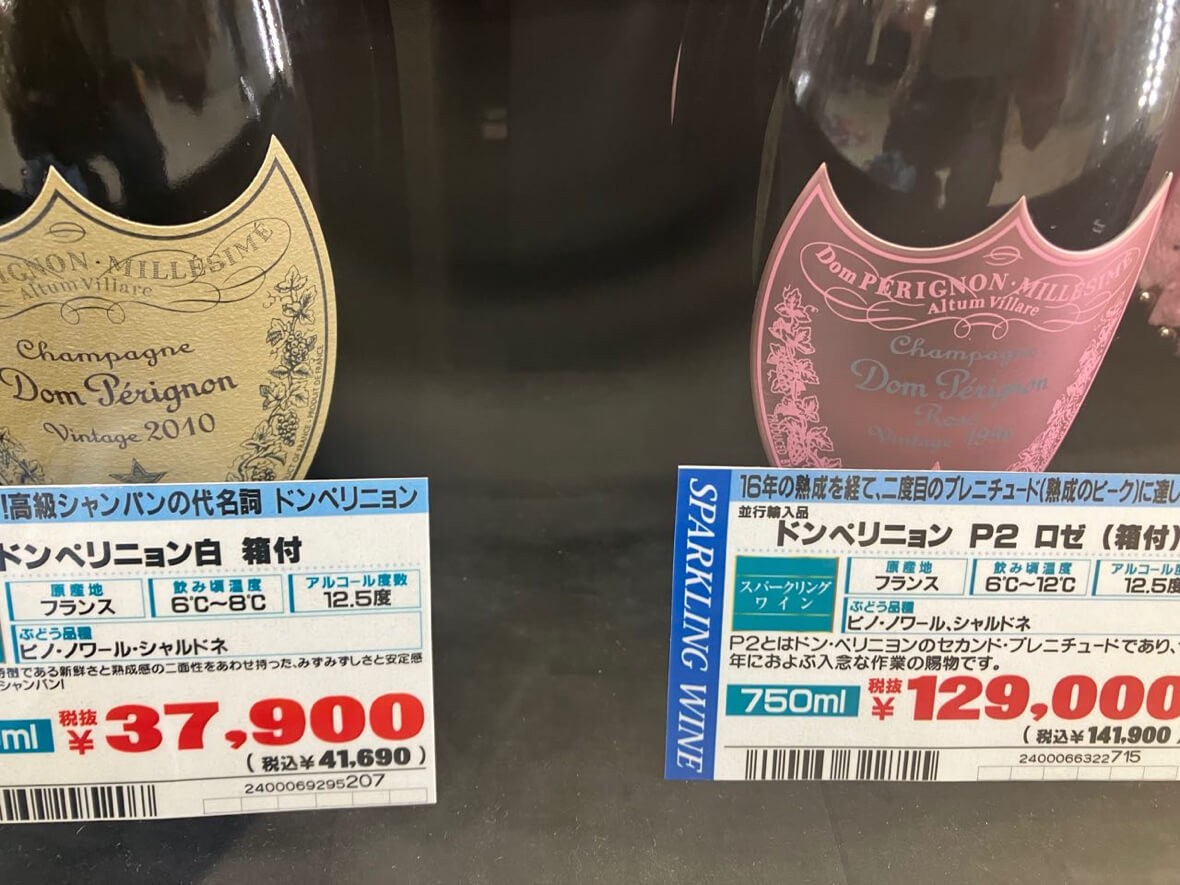 IGNON·MILLÉSIMÉ
Altum Villare
Champagne
Dom Pérignon
Vintage 2010
!高級シャンパンの代名詞 ドンペリニョン
ドンペリニョン白 箱付
原産地
フランス
飲み頃温度
6℃〜8℃
アルコール度数
12.5度
ぶどう品種
ピノ・ノワール・シャルドネ
徴である新鮮さと熟成感の二面性をあわせ持った、みずみずしさと安定感
シャンパン!
ml
税抜
¥37,900
(税込¥41,690)
2400069295207
Dom PÉRIGNON·MILLÉSIMÉ
Altum Villare
Champagne
Dom Pérignon
Rosé
Vintage
SPARKLING WINE
16年の熟成を経て、二度目のプレニチュード(熟成のピーク)に達し
並行輸入品
ドンペリニョン P2 ロゼ (箱付)
スパークリング
ワイン
原産地
フランス
飲み頃温度
6℃〜12℃
アルコール度
12.5度
ぶどう品種
ピノ・ノワール、シャルドネ
P2とはドン・ペリニヨンのセカンド・プレニチュードであり、
年におよぶ入念な作業の賜物です。
750ml
税抜
¥129,000
(税込¥141,900)
2400066322715